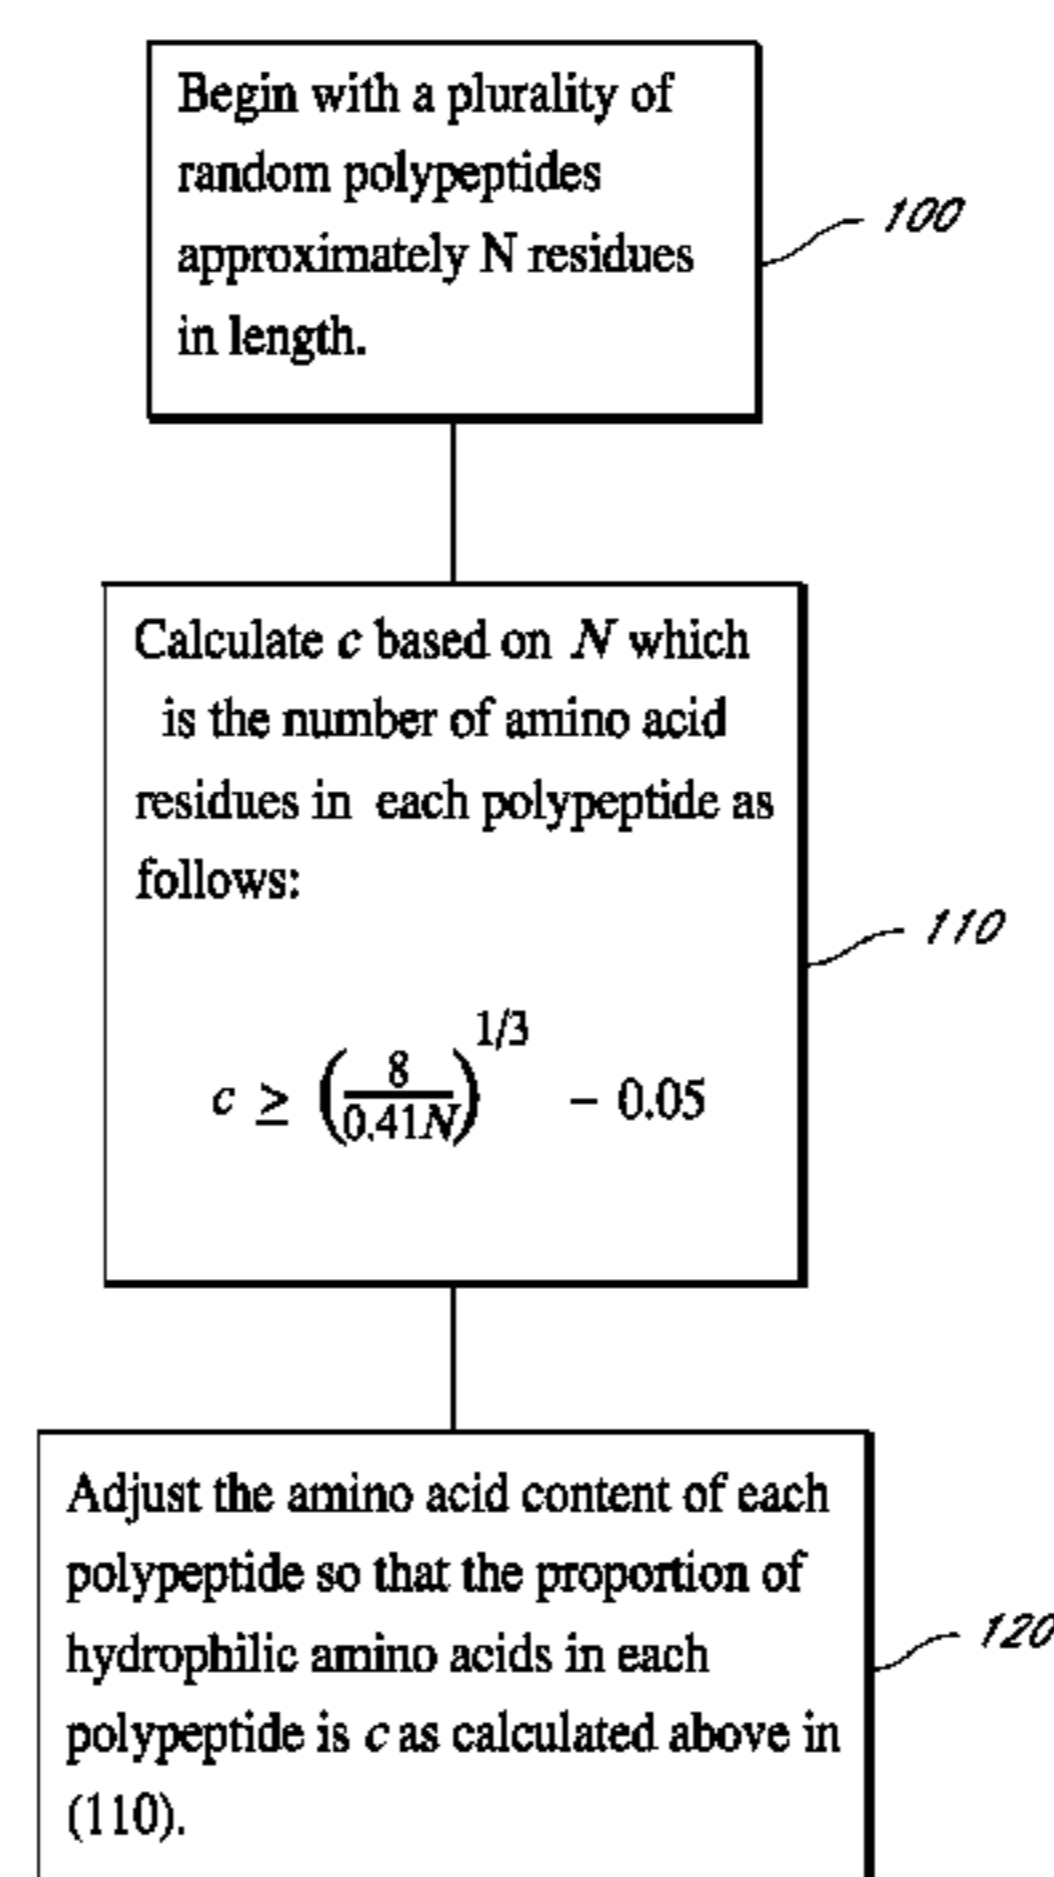 Begin with a plurality of
random polypeptides
approximately N residues
in length.
100
Calculate c based on N which
is the number of amino acid
residues in each polypeptide as
follows:
110
c ≥ (8/0.41N)^1/3 − 0.05
Adjust the amino acid content of each
polypeptide so that the proportion of
hydrophilic amino acids in each
polypeptide is c as calculated above in
(110).
120